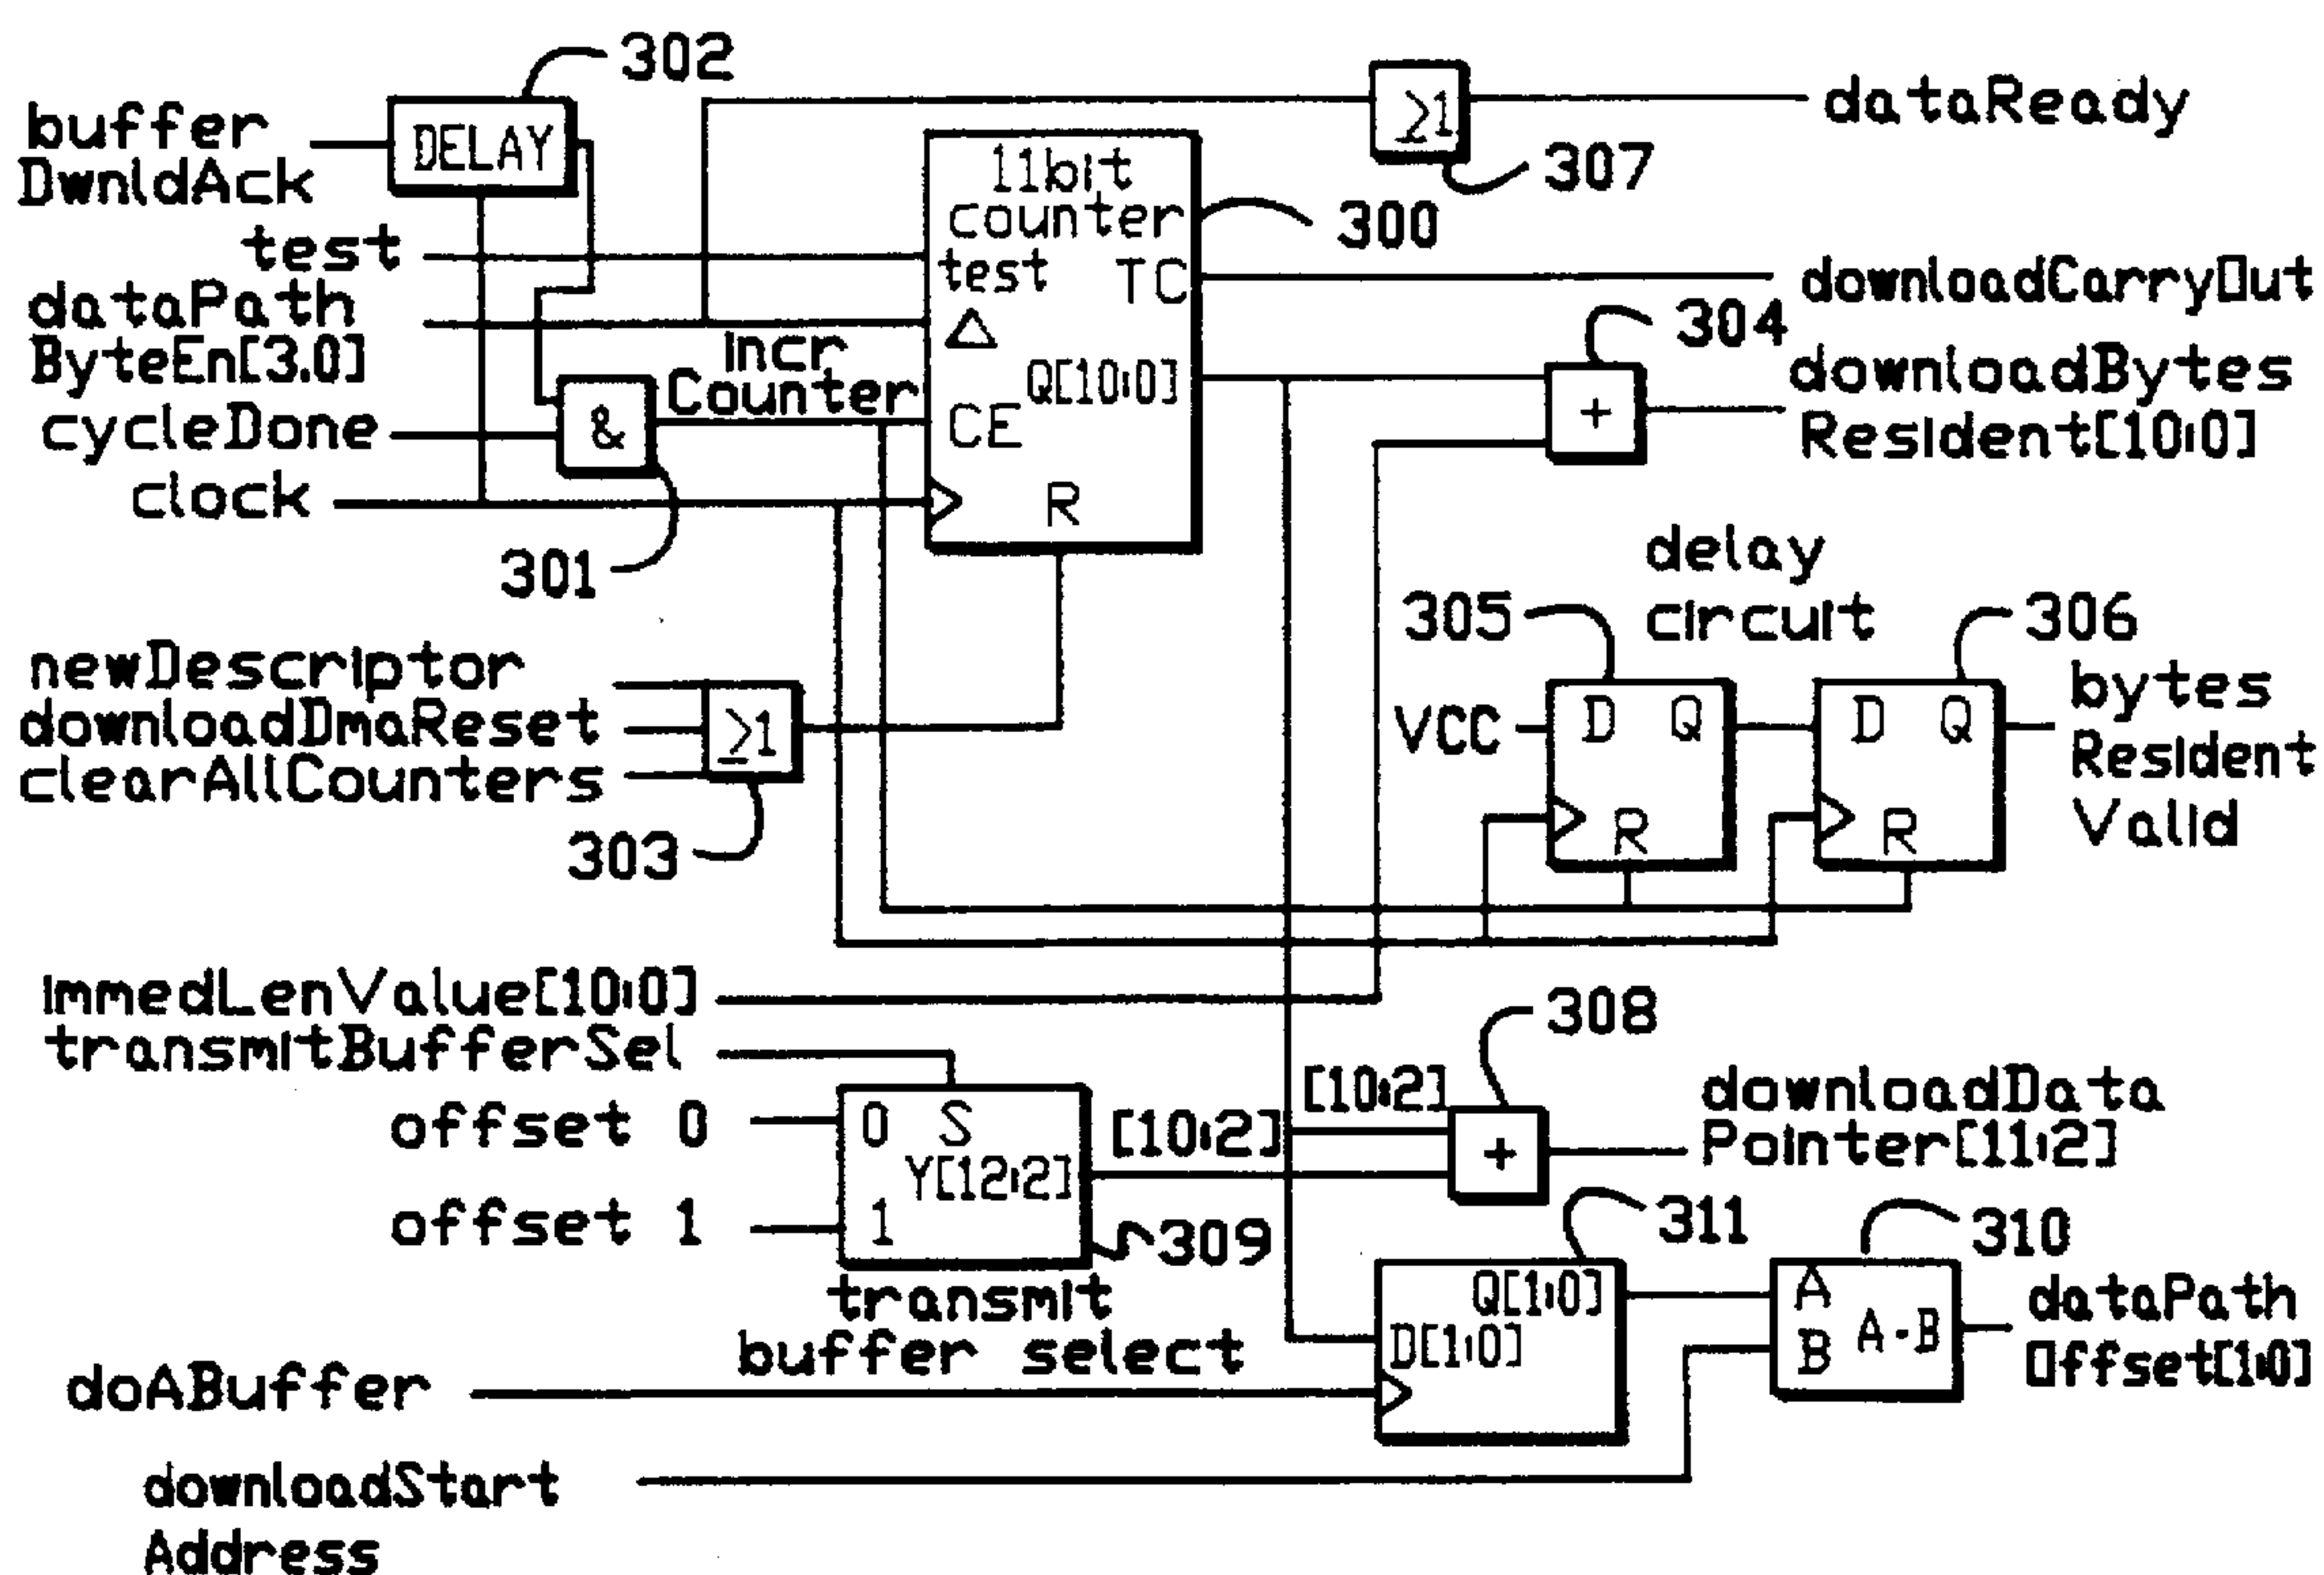 302
buffer
DwnldAck
DELAY
≥1
dataReady
307
11bit
counter
300
test
test
TC
downloadCarryOut
304
dataPath
ByteEn[3.0]
Δ
Incr
Counter
Q[10:0]
+
downloadBytes
Resident[10:0]
cycleDone
&
CE
clock
R
301
delay
circuit
305
306
newDescriptor
downloadDmaReset
clearAllCounters
≥1
303
VCC
D Q
R
D Q
R
bytes
Resident
Valid
ImmedLenValue[10:0]
transmitBufferSel
308
offset 0
0 S
Y[12:2]
1
[10:2]
[10:2]
+
downloadData
Pointer[11:2]
offset 1
309
311
310
transmit
buffer select
Q[1:0]
D[1:0]
A
B
A-B
dataPath
Offset[1:0]
doABuffer
downloadStart
Address